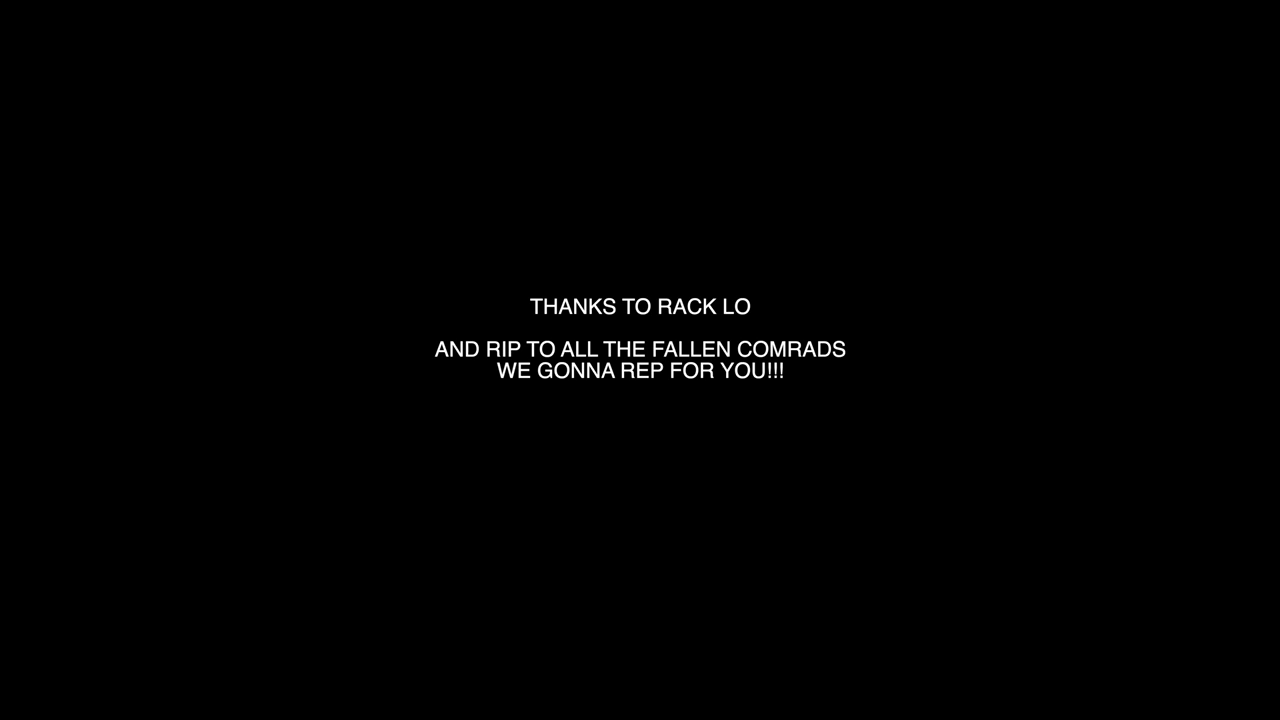 THANKS TO RACK LO
AND RIP TO ALL THE FALLEN COMRADS
WE GONNA REP FOR YOU!!!